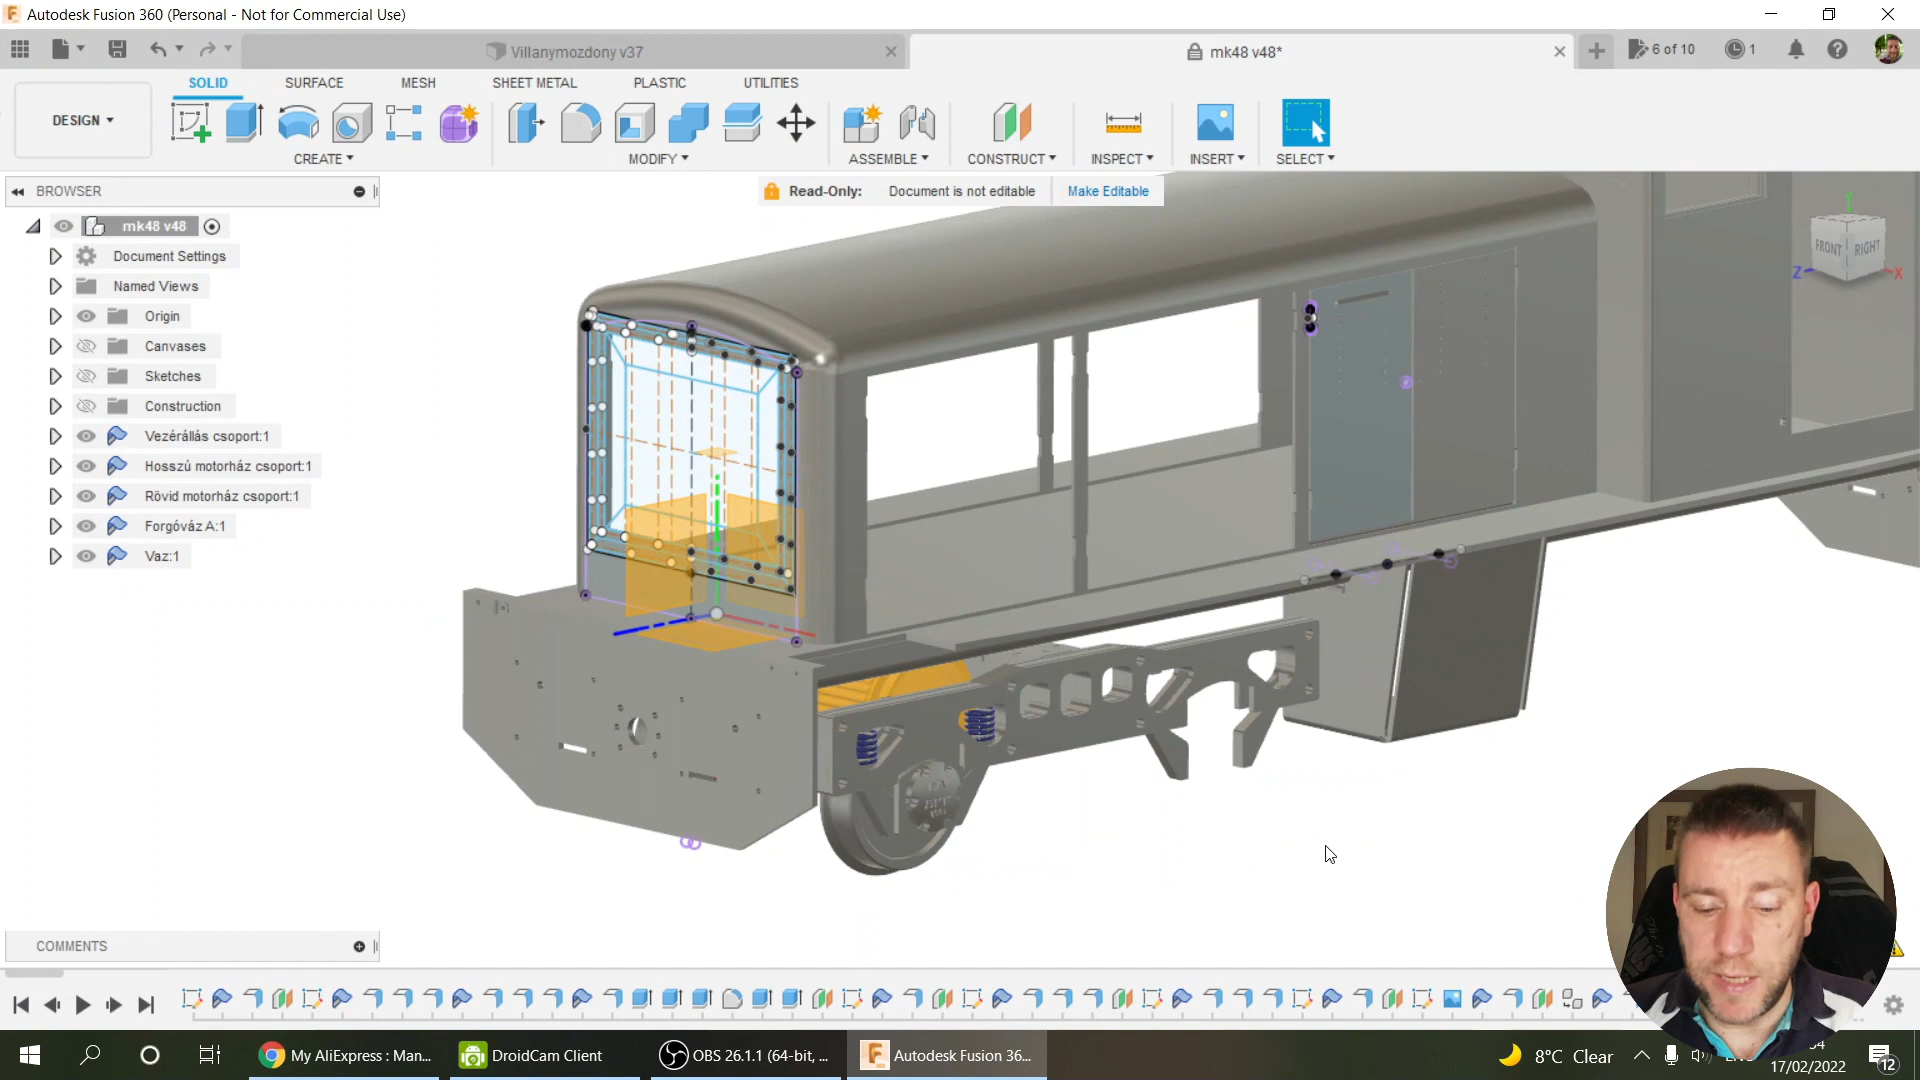 Autodesk Fusion 360 (Personal - Not for Commercial Use)
Villanymozdony v37
mk48 v48*
6 of 10
1
DESIGN
SOLID
SURFACE
MESH
SHEET METAL
PLASTIC
UTILITIES
CREATE
MODIFY
ASSEMBLE
CONSTRUCT
INSPECT
INSERT
SELECT
BROWSER
Read-Only:
Document is not editable
Make Editable
mk48 v48
Document Settings
Named Views
Origin
Canvases
Sketches
Construction
Vezérállás csoport:1
Hosszú motorház csoport:1
Rövid motorház csoport:1
Forgóváz A:1
Vaz:1
FRONT
RIGHT
Z
X
COMMENTS
My AliExpress : Man...
DroidCam Client
OBS 26.1.1 (64-bit, ...
Autodesk Fusion 36...
8°C Clear
17/02/2022
12